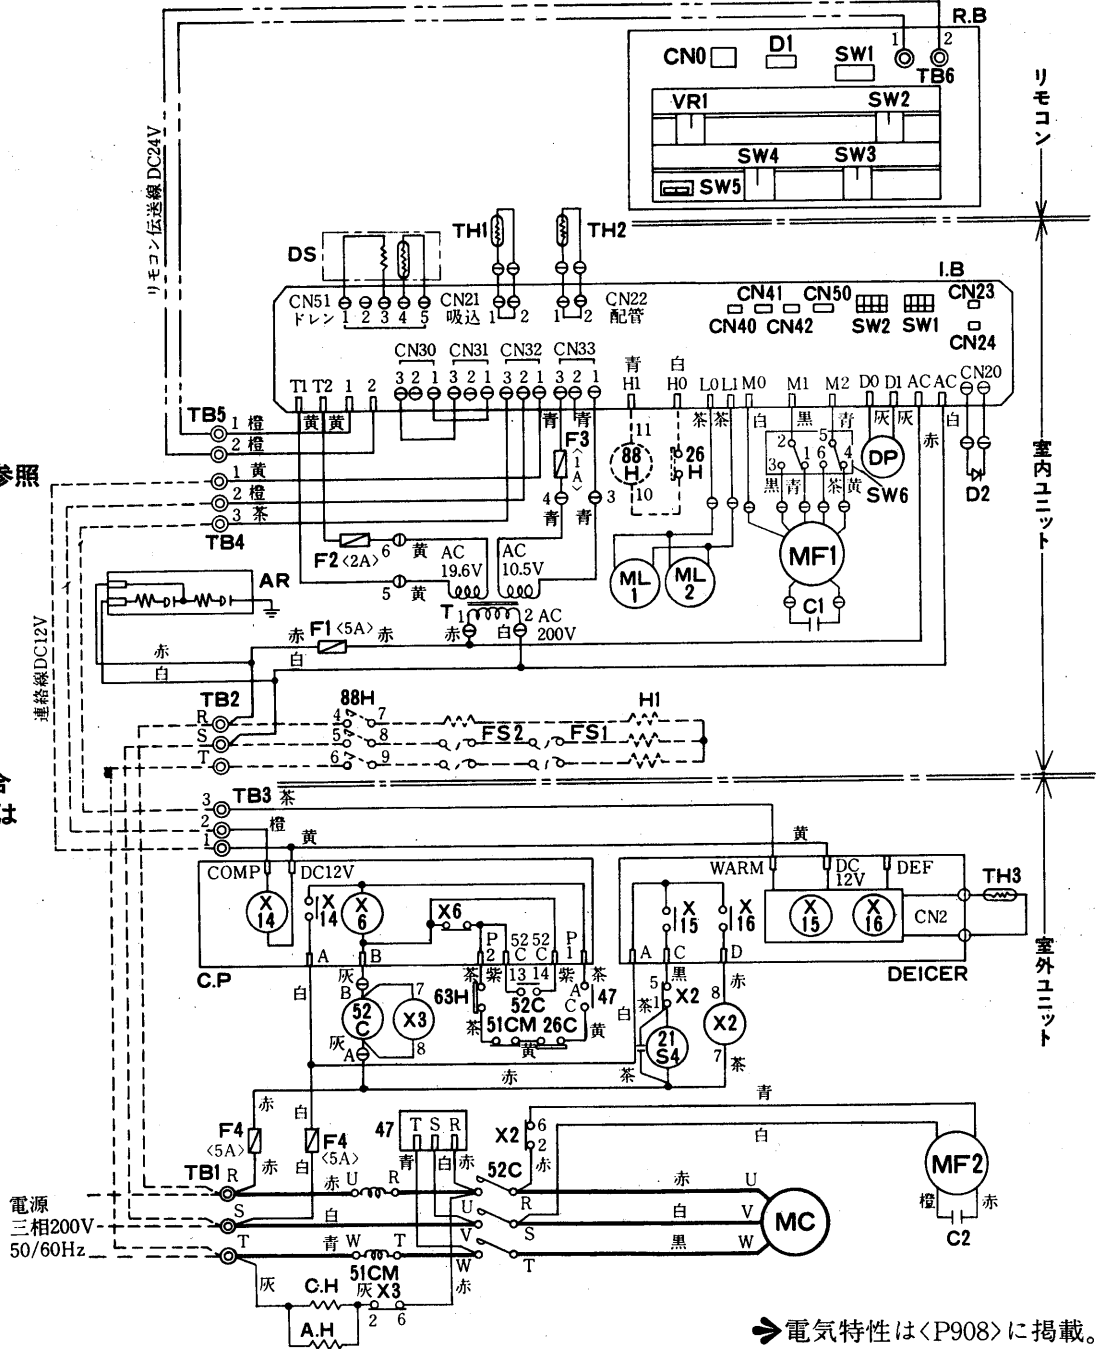 R.B
CN0 D1 SW1 1 2
TB6
VR1 SW2
SW4 SW3
SW5
リモコン
リモコン伝送線DC24V
DS TH1 TH2
I.B
CN51 CN21 CN22
ドレン 1 2 3 4 5 吸込 1 2 1 2 配管
CN41 CN50 CN23
CN40 CN42 SW2 SW1 CN24
CN30 CN31 CN32 CN33 青 白 CN20
3 2 1 3 2 1 3 2 1 3 2 1
T1 T2 1 2 H1 H0 L0 L1 M0 M1 M2 D0 D1 AC AC
TB5 黄 黄 青 青 茶 茶 白 黒 青 灰 灰 赤 白
1 橙
2 橙
参照
1 黄
2 橙
3 茶
TB4
F3
<1A>
4 3
青 青
11
88
H
10
26
H
2 5
3 1 6 4
黒 青 茶 黄
SW6
DP
D2
室内ユニット
F2<2A> 6 黄
5 黄
AC
19.6V
AC
10.5V
ML
1
ML
2
MF1
C1
AR
T 1 2 AC
200V
赤 白
赤 F1<5A> 赤
白
赤
白
連絡線DC12V
TB2 88H H1
R 4 7
S 5 8 FS2 FS1
T 6 9
合
は
3 TB3 茶
2 橙
1 黄 黄
COMP DC12V
X
14
X
14
X
6
X6
P
2
52
C
52
C
P
1
A B
C.P
WARM DC
12V
DEF
TH3
X
15
X
16
X
15
X
16
CN2
A C D
DEICER
室外ユニット
白 灰 茶 紫 13 14 紫 茶
B 7
52
C
X3
灰
A 8
63H 52C A
C
47
茶 51CM 26C 黄
黄
黒 赤
5
1
X2
茶
白
21
S4
茶
8
X2
7
茶
赤
赤 白 青
F4
<5A>
F4
<5A>
赤 白
47 T S R
青 白 赤
X2 6
2
赤
白
52C
MF2
橙 赤
C2
TB1 R 赤 U R U R 赤 U
電源
三相200V
50/60Hz
S 白 V S 白 V
MC
T 青 W T W T 黒 W
51CM
灰 C.H 灰 X3 赤
2 6
A.H
➔電気特性は<P908>に掲載。